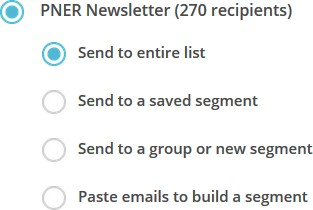 PNER Newsletter (270 recipients)
Send to entire list
Send to a saved segment
Send to a group or new segment
Paste emails to build a segment